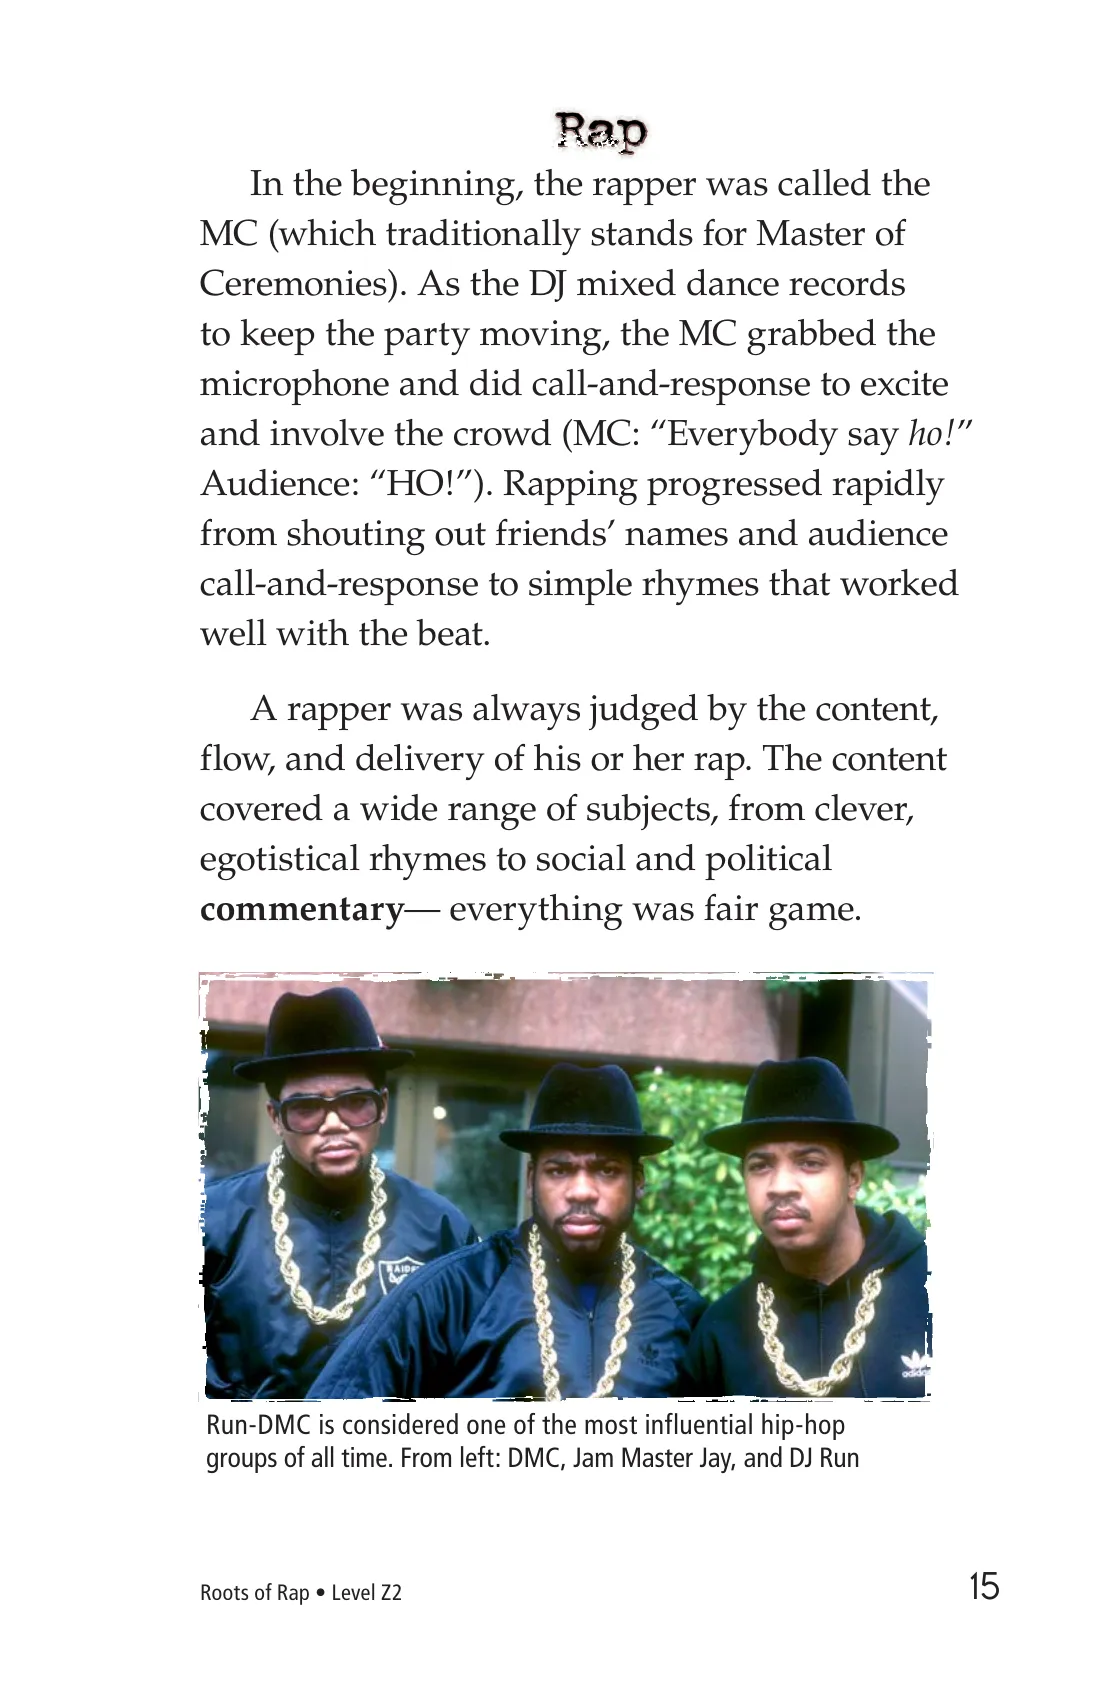 Rap
In the beginning, the rapper was called the
MC (which traditionally stands for Master of
Ceremonies). As the DJ mixed dance records
to keep the party moving, the MC grabbed the
microphone and did call-and-response to excite
and involve the crowd (MC: “Everybody say ho!”
Audience: “HO!”). Rapping progressed rapidly
from shouting out friends’ names and audience
call-and-response to simple rhymes that worked
well with the beat.
A rapper was always judged by the content,
flow, and delivery of his or her rap. The content
covered a wide range of subjects, from clever,
egotistical rhymes to social and political
commentary— everything was fair game.
adidas
Run-DMC is considered one of the most influential hip-hop
groups of all time. From left: DMC, Jam Master Jay, and DJ Run
Roots of Rap • Level Z2
15